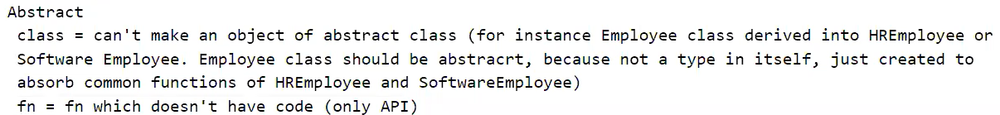 Abstract
class = can't make an object of abstract class (for instance Employee class derived into HREmployee or
Software Employee. Employee class should be abstracrt, because not a type in itself, just created to
absorb common functions of HREmployee and SoftwareEmployee)
fn = fn which doesn't have code (only API)